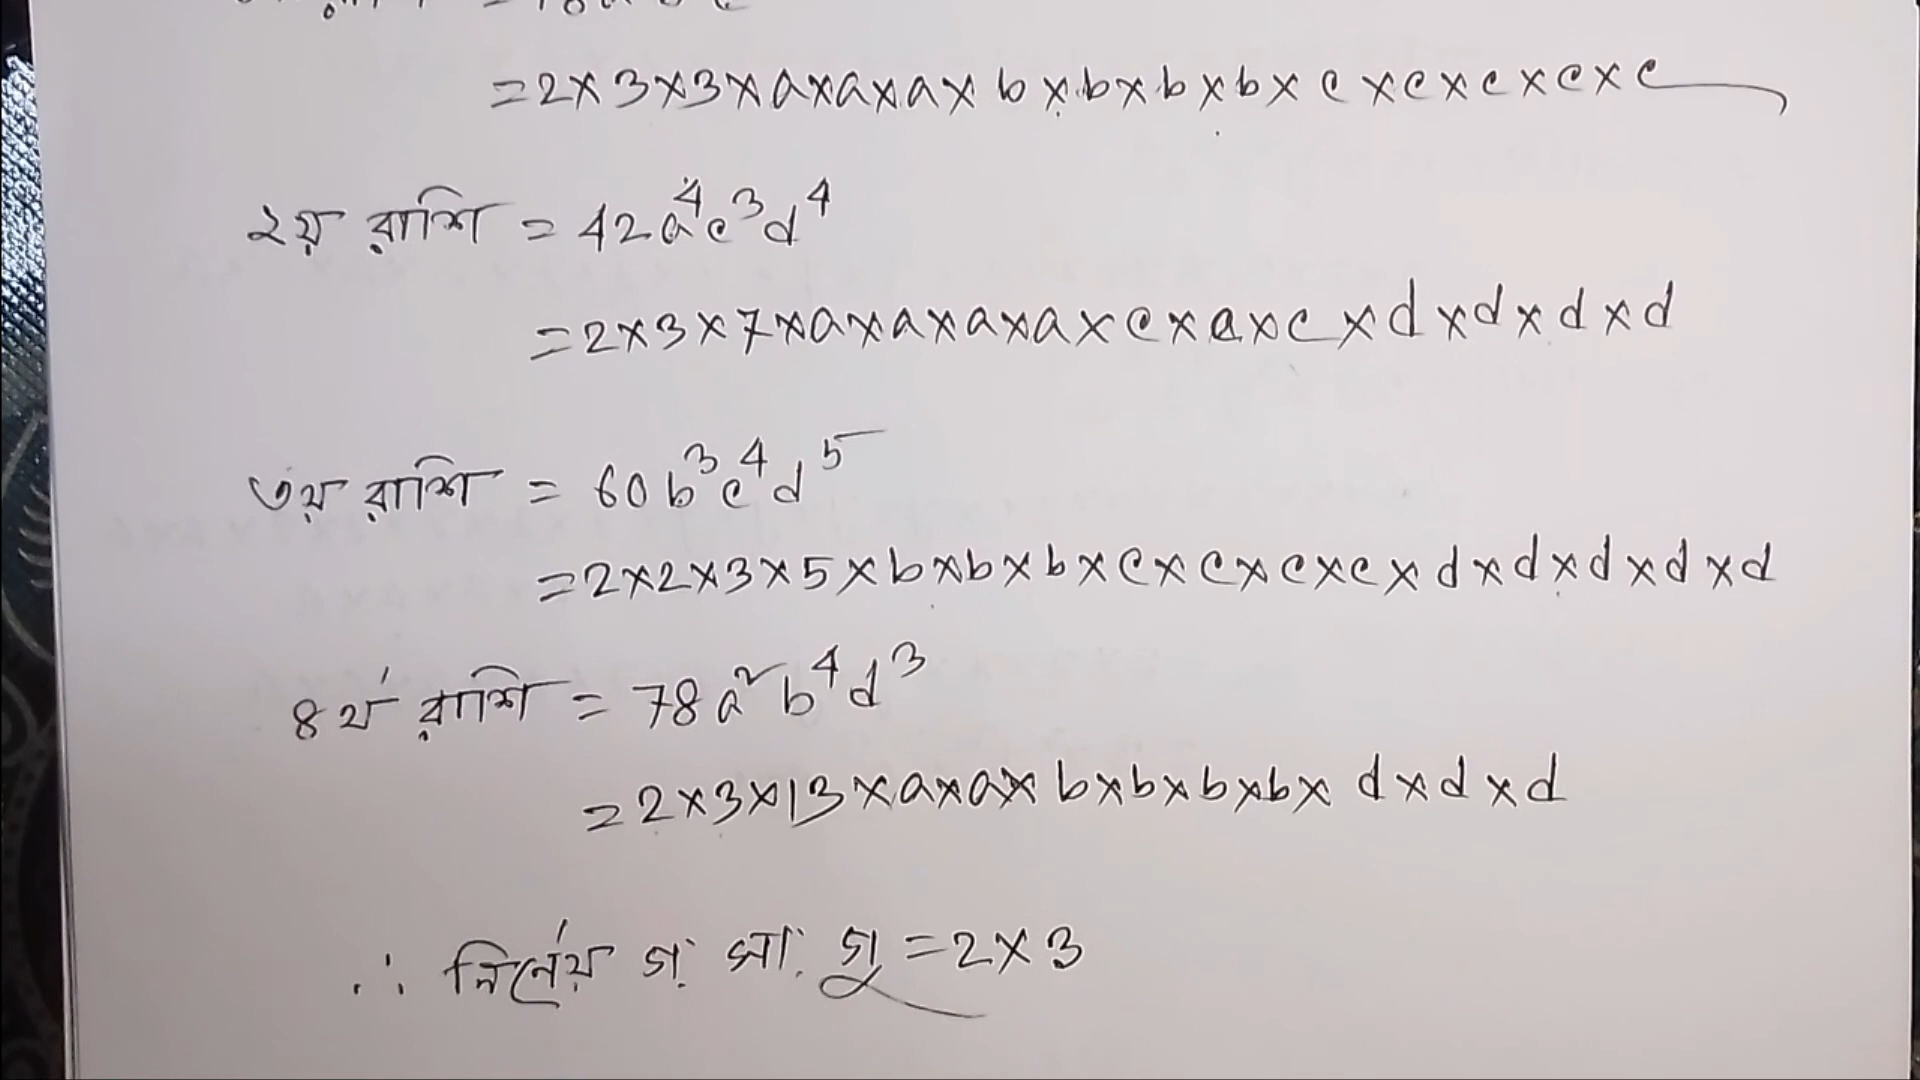 = 2 × 3 × 3 × a × a × a × b × b × b × b × c × c × c × c × c
২য় রাশি = 42a⁴c³d⁴
= 2 × 3 × 7 × a × a × a × a × c × c × c × d × d × d × d
৩য় রাশি = 60b³c⁴d⁵
= 2 × 2 × 3 × 5 × b × b × b × c × c × c × c × d × d × d × d × d
৪র্থ রাশি = 78a²b⁴d³
= 2 × 3 × 13 × a × a × b × b × b × b × d × d × d
∴ নির্ণেয় গ. সা. গু = 2 × 3